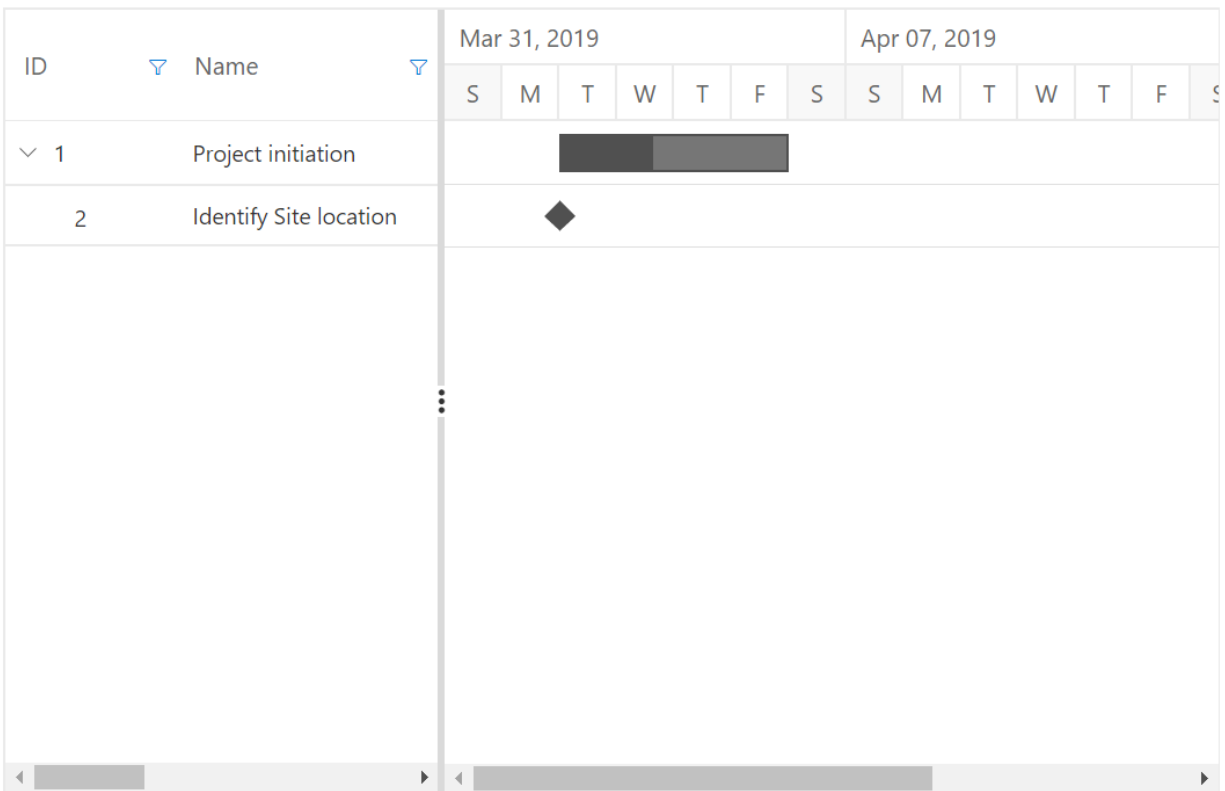 Mar 31, 2019 Apr 07, 2019
ID Name
S M T W T F S S M T W T F S
1 Project initiation
2 Identify Site location